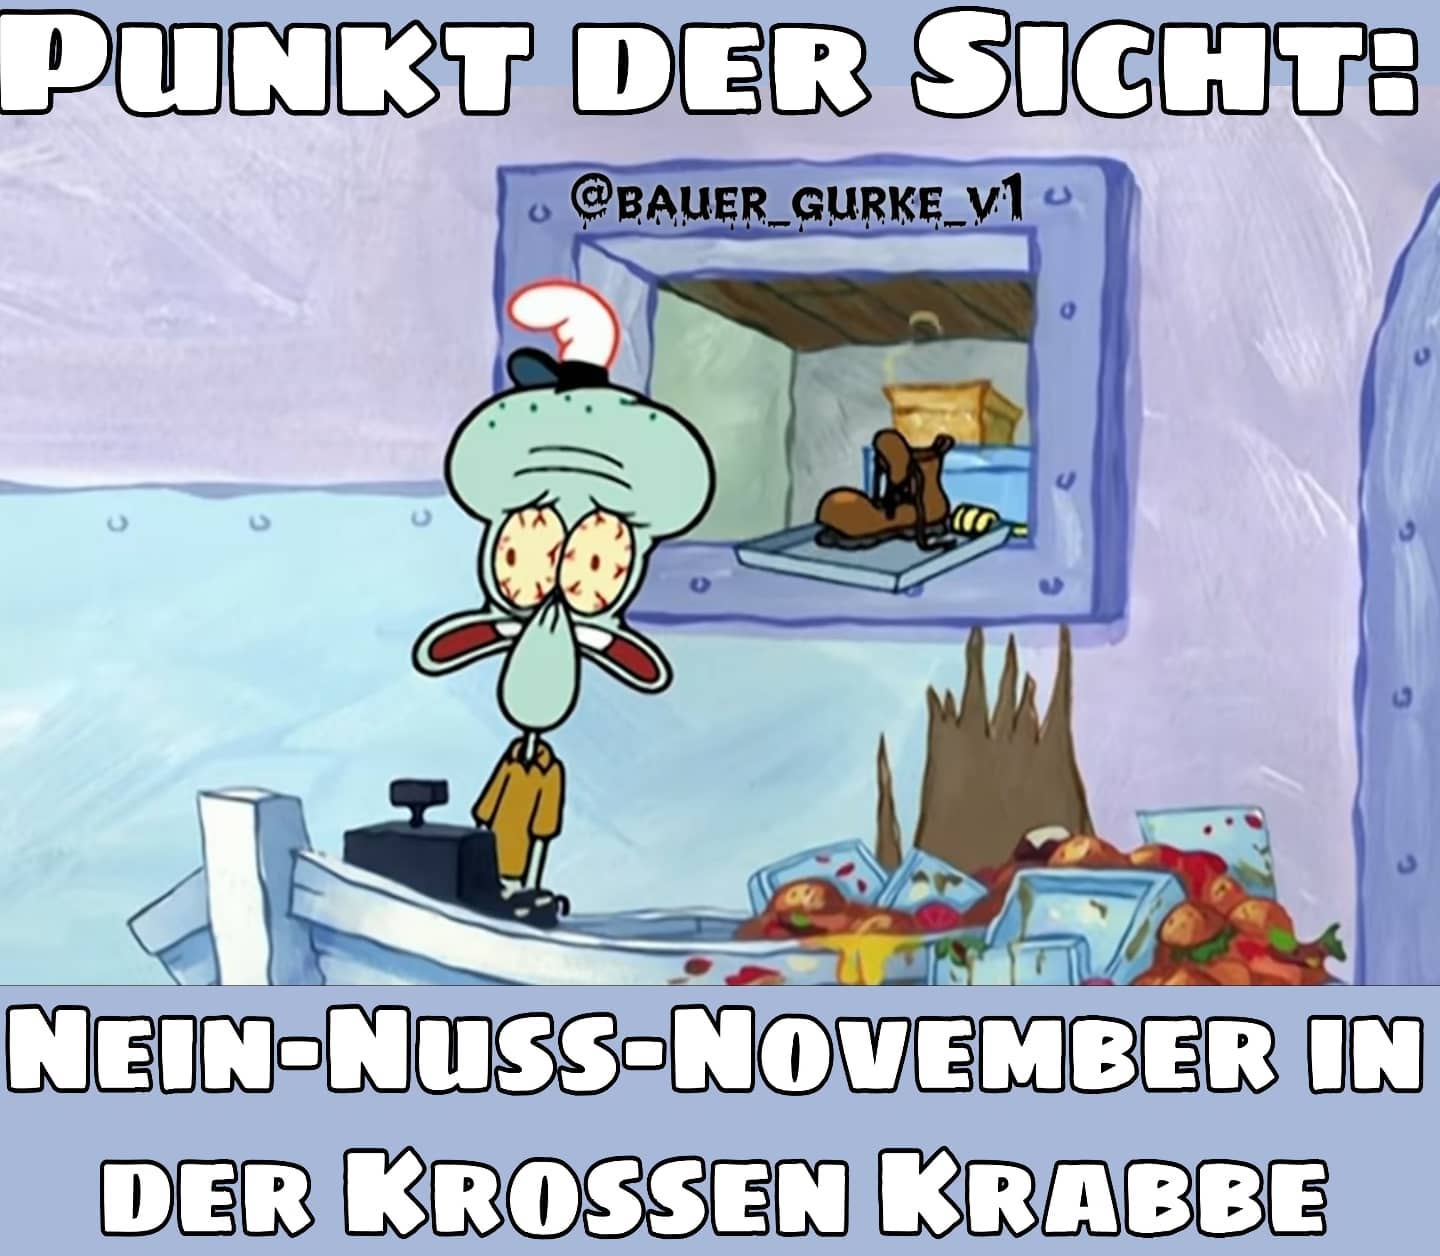 Punkt der Sicht:
@bauer_gurke_v1
Nein-Nuss-November in
der Krossen Krabbe